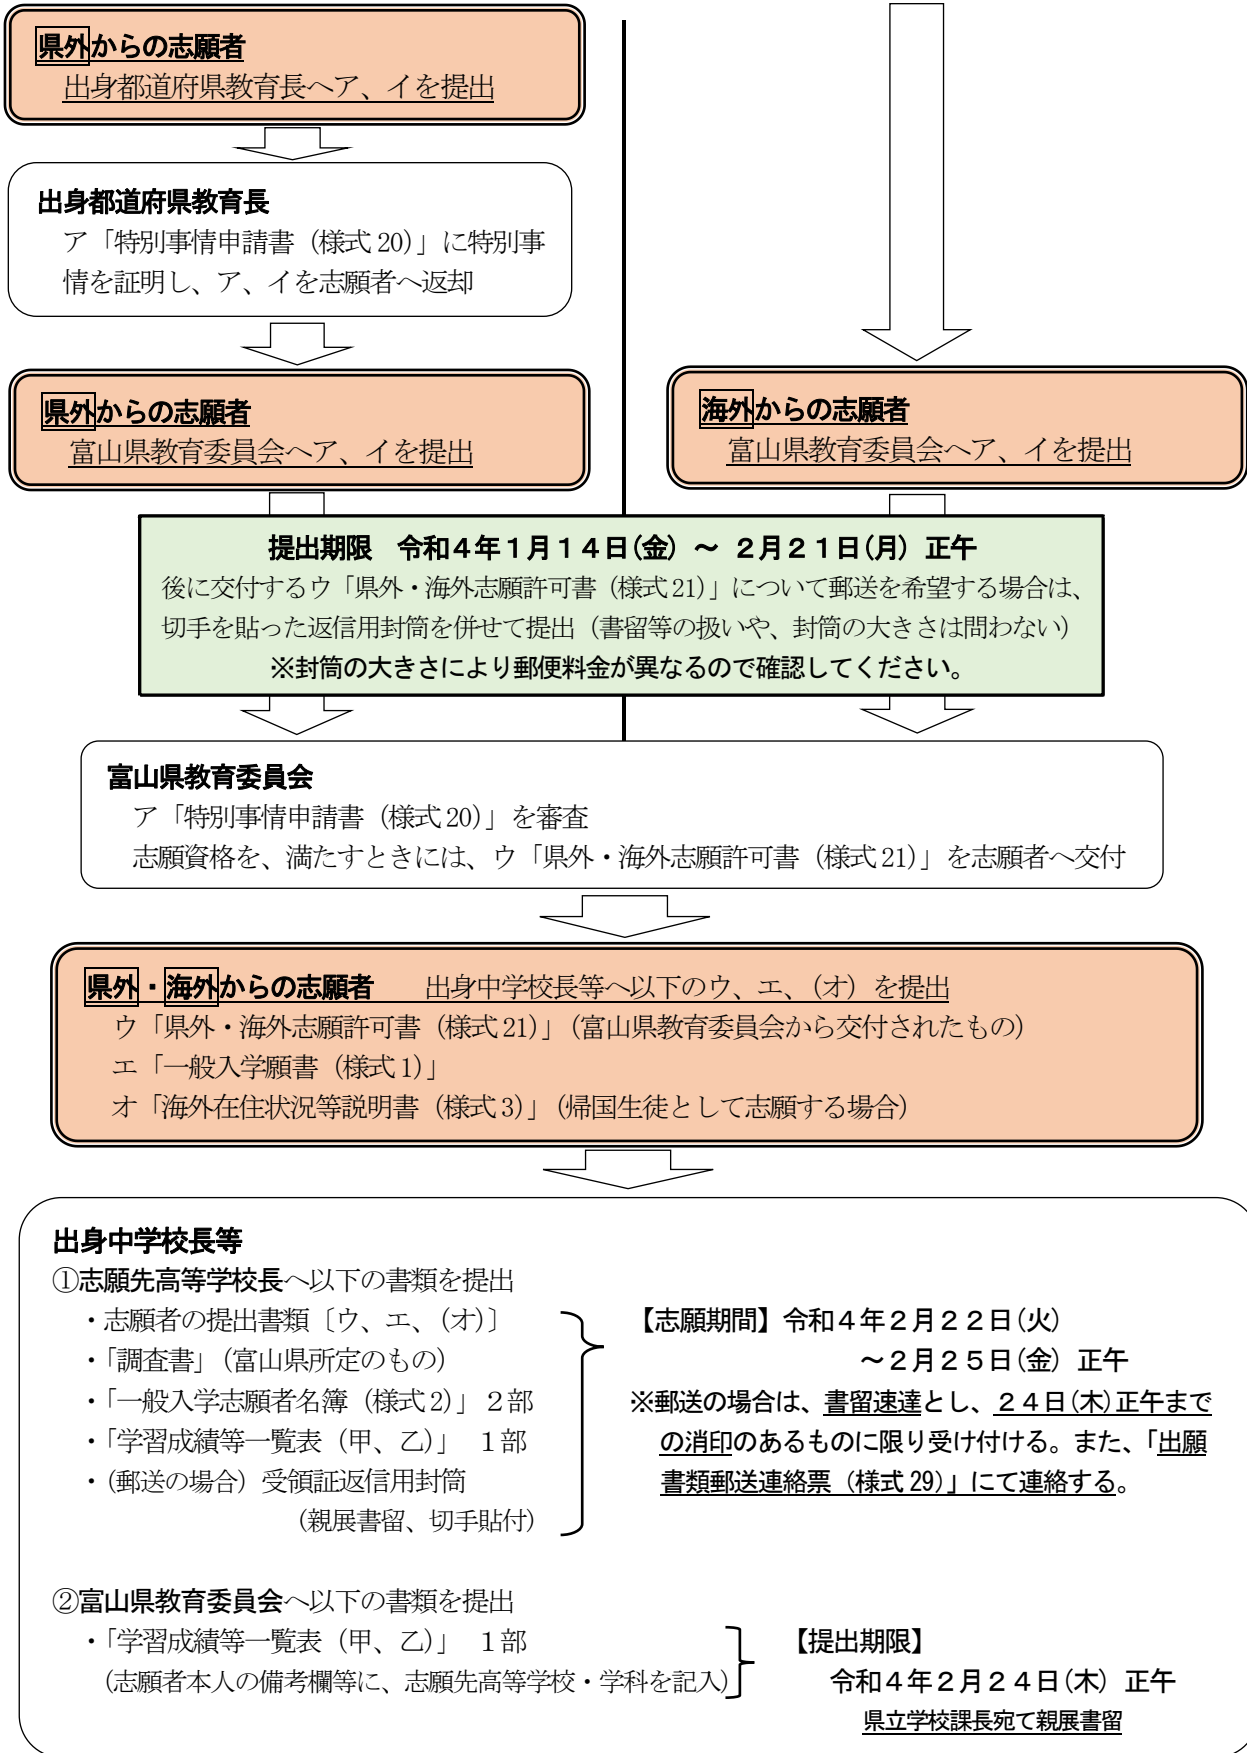 県外からの志願者
出身都道府県教育長へア、イを提出
出身都道府県教育長
ア「特別事情申請書（様式20）」に特別事
情を証明し、ア、イを志願者へ返却
県外からの志願者
富山県教育委員会へア、イを提出
海外からの志願者
富山県教育委員会へア、イを提出
提出期限　令和４年１月14日(金) ～ ２月２１日(月) 正午
後に交付するウ「県外・海外志願許可書（様式21）」について郵送を希望する場合は、
切手を貼った返信用封筒を併せて提出（書留等の扱いや、封筒の大きさは問わない）
※封筒の大きさにより郵便料金が異なるので確認してください。
富山県教育委員会
ア「特別事情申請書（様式20）」を審査
志願資格を、満たすときには、ウ「県外・海外志願許可書（様式21）」を志願者へ交付
県外・海外からの志願者　　出身中学校長等へ以下のウ、エ、(オ) を提出
ウ「県外・海外志願許可書（様式21）」（富山県教育委員会から交付されたもの）
エ「一般入学願書（様式1）」
オ「海外在住状況等説明書（様式3）」（帰国生徒として志願する場合）
出身中学校長等
①志願先高等学校長へ以下の書類を提出
・志願者の提出書類〔ウ、エ、(オ)〕
・「調査書」（富山県所定のもの）
・「一般入学志願者名簿（様式2）」２部
・「学習成績等一覧表（甲、乙）」　１部
・(郵送の場合）受領証返信用封筒
（親展書留、切手貼付）
【志願期間】令和４年２月２２日(火)
～２月２５日(金) 正午
※郵送の場合は、書留速達とし、２４日(木)正午まで
の消印のあるものに限り受け付ける。また、「出願
書類郵送連絡票（様式29）」にて連絡する。
②富山県教育委員会へ以下の書類を提出
・「学習成績等一覧表（甲、乙）」　１部
（志願者本人の備考欄等に、志願先高等学校・学科を記入）
【提出期限】
令和４年２月２４日(木) 正午
県立学校課長宛て親展書留